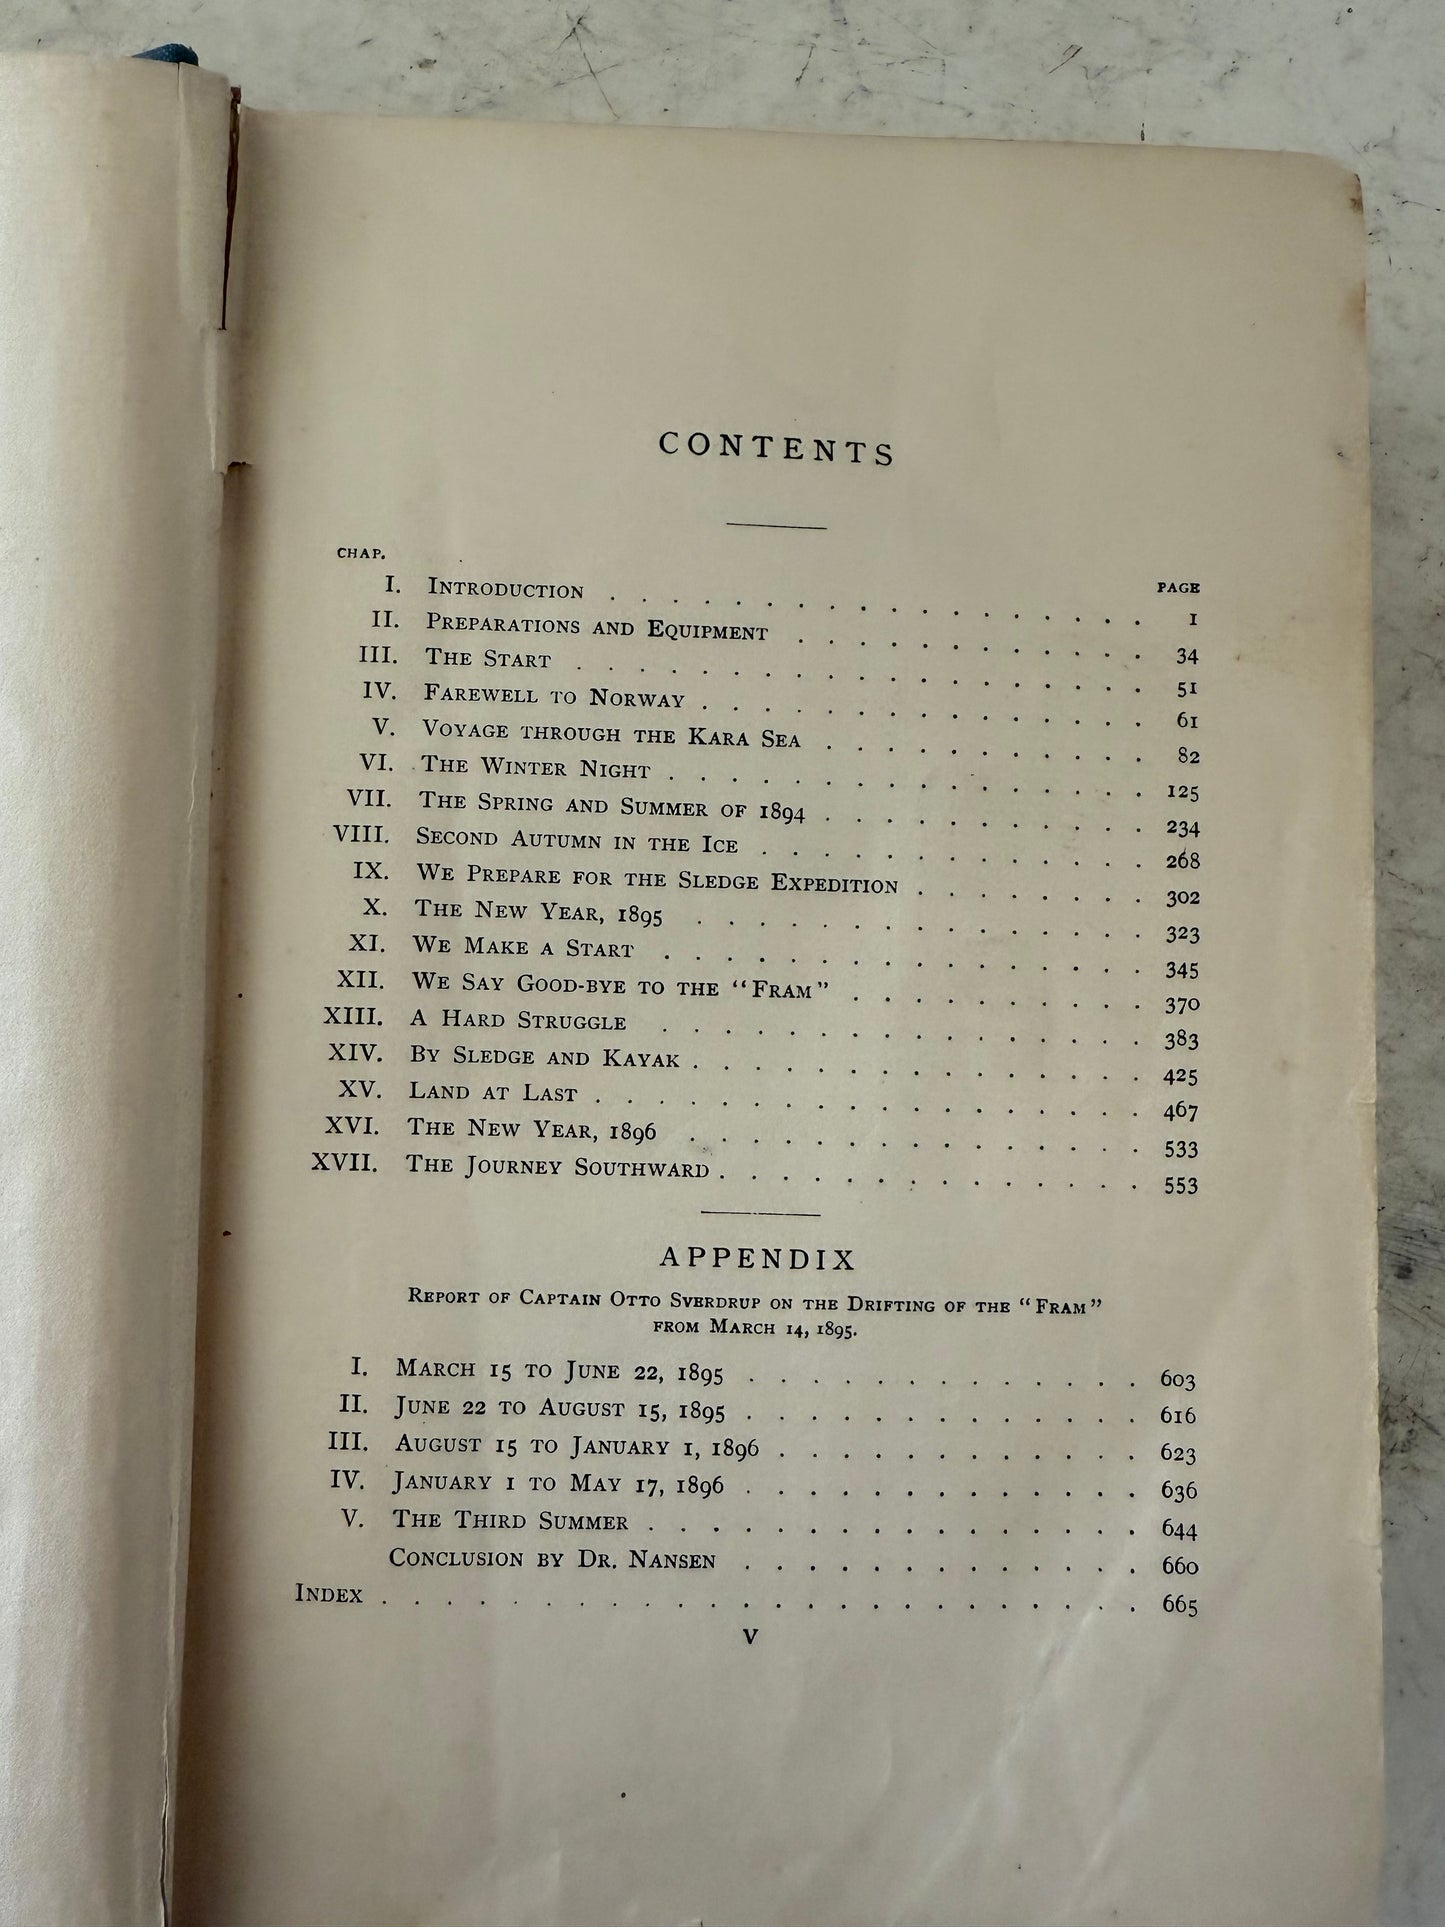 CONTENTS
CHAP.
PAGE
I. INTRODUCTION . . . . . . . . . . . . . . . . . 1
II. PREPARATIONS AND EQUIPMENT . . . . . . . . . . . 34
III. THE START . . . . . . . . . . . . . . . . . . 51
IV. FAREWELL TO NORWAY . . . . . . . . . . . . . . 61
V. VOYAGE THROUGH THE KARA SEA . . . . . . . . . . 82
VI. THE WINTER NIGHT . . . . . . . . . . . . . . . 125
VII. THE SPRING AND SUMMER OF 1894 . . . . . . . . . . 234
VIII. SECOND AUTUMN IN THE ICE . . . . . . . . . . . . 268
IX. WE PREPARE FOR THE SLEDGE EXPEDITION . . . . . . . . 302
X. THE NEW YEAR, 1895 . . . . . . . . . . . . . . 323
XI. WE MAKE A START . . . . . . . . . . . . . . . 345
XII. WE SAY GOOD-BYE TO THE "FRAM" . . . . . . . . . . 370
XIII. A HARD STRUGGLE . . . . . . . . . . . . . . . 383
XIV. BY SLEDGE AND KAYAK . . . . . . . . . . . . . . 425
XV. LAND AT LAST . . . . . . . . . . . . . . . . . 467
XVI. THE NEW YEAR, 1896 . . . . . . . . . . . . . . 533
XVII. THE JOURNEY SOUTHWARD . . . . . . . . . . . . . . 553
APPENDIX
REPORT OF CAPTAIN OTTO SVERDRUP ON THE DRIFTING OF THE "FRAM"
FROM MARCH 14, 1895.
I. MARCH 15 TO JUNE 22, 1895 . . . . . . . . . . . . . 603
II. JUNE 22 TO AUGUST 15, 1895 . . . . . . . . . . . . . 616
III. AUGUST 15 TO JANUARY 1, 1896 . . . . . . . . . . . . 623
IV. JANUARY 1 TO MAY 17, 1896 . . . . . . . . . . . . . 636
V. THE THIRD SUMMER . . . . . . . . . . . . . . . . 644
CONCLUSION BY DR. NANSEN . . . . . . . . . . . . . 660
INDEX . . . . . . . . . . . . . . . . . . . . . . . . 665
V